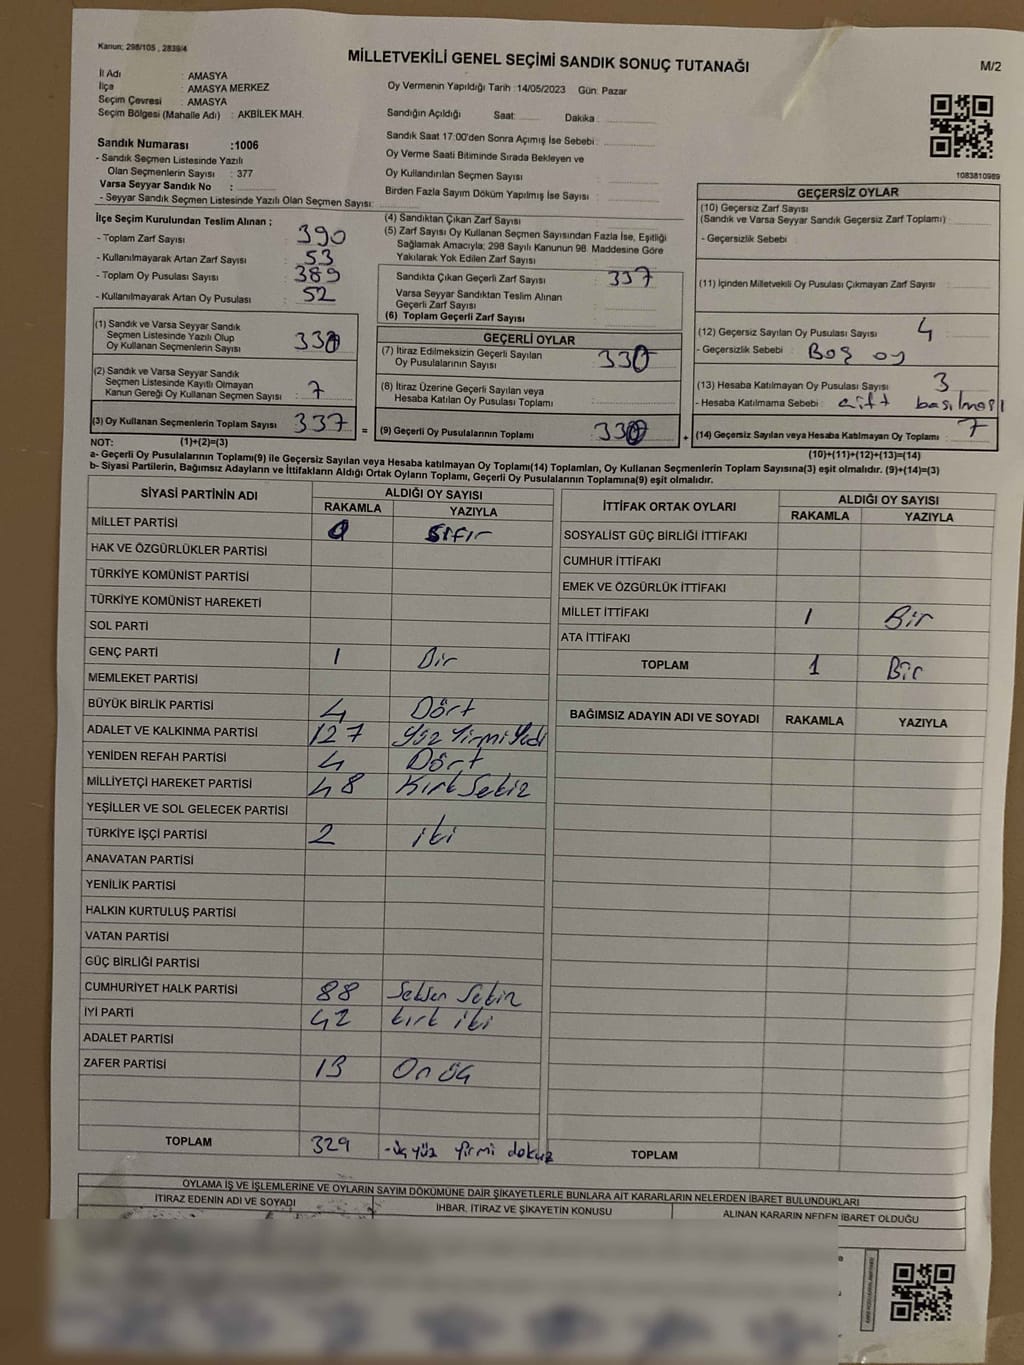 Kanun; 298/105 , 2839/4
MİLLETVEKİLİ GENEL SEÇİMİ SANDIK SONUÇ TUTANAĞI
M/2
İl Adı : AMASYA
İlçe : AMASYA MERKEZ
Seçim Çevresi : AMASYA
Seçim Bölgesi (Mahalle Adı) : AKBİLEK MAH.
Sandık Numarası :1006
- Sandık Seçmen Listesinde Yazılı
Olan Seçmenlerin Sayısı : 377
Varsa Seyyar Sandık No :
- Seyyar Sandık Seçmen Listesinde Yazılı Olan Seçmen Sayısı:
Oy Vermenin Yapıldığı Tarih : 14/05/2023 Gün: Pazar
Sandığın Açıldığı Saat: Dakika :
Sandık Saat 17:00'den Sonra Açımış İse Sebebi :
Oy Verme Saati Bitiminde Sırada Bekleyen ve
Oy Kullandırılan Seçmen Sayısı :
Birden Fazla Sayım Döküm Yapılmış İse Sayısı :
1083810989
İlçe Seçim Kurulundan Teslim Alınan ;
- Toplam Zarf Sayısı : 390
- Kullanılmayarak Artan Zarf Sayısı : 53
- Toplam Oy Pusulası Sayısı : 389
- Kullanılmayarak Artan Oy Pusulası : 52
(1) Sandık ve Varsa Seyyar Sandık
Seçmen Listesinde Yazılı Olup
Oy Kullanan Seçmenlerin Sayısı : 330
(2) Sandık ve Varsa Seyyar Sandık
Seçmen Listesinde Kayıtlı Olmayan
Kanun Gereği Oy Kullanan Seçmen Sayısı : 7
(3) Oy Kullanan Seçmenlerin Toplam Sayısı : 337 =
(4) Sandıktan Çıkan Zarf Sayısı
(5) Zarf Sayısı Oy Kullanan Seçmen Sayısından Fazla İse, Eşitliği
Sağlamak Amacıyla; 298 Sayılı Kanunun 98. Maddesine Göre
Yakılarak Yok Edilen Zarf Sayısı
Sandıkta Çıkan Geçerli Zarf Sayısı : 337
Varsa Seyyar Sandıktan Teslim Alınan
Geçerli Zarf Sayısı
(6) Toplam Geçerli Zarf Sayısı :
GEÇERLİ OYLAR
(7) İtiraz Edilmeksizin Geçerli Sayılan
Oy Pusulalarının Sayısı : 330
(8) İtiraz Üzerine Geçerli Sayılan veya
Hesaba Katılan Oy Pusulası Toplamı :
(9) Geçerli Oy Pusulalarının Toplamı : 330 +
GEÇERSİZ OYLAR
(10) Geçersiz Zarf Sayısı
(Sandık ve Varsa Seyyar Sandık Geçersiz Zarf Toplamı) :
- Geçersizlik Sebebi :
(11) İçinden Milletvekili Oy Pusulası Çıkmayan Zarf Sayısı :
(12) Geçersiz Sayılan Oy Pusulası Sayısı : 4
- Geçersizlik Sebebi : Boş oy
(13) Hesaba Katılmayan Oy Pusulası Sayısı : 3
- Hesaba Katılmama Sebebi : çift basılması
(14) Geçersiz Sayılan veya Hesaba Katılmayan Oy Toplamı : 7
NOT: (1)+(2)=(3)
(10)+(11)+(12)+(13)=(14)
a- Geçerli Oy Pusulalarının Toplamı(9) ile Geçersiz Sayılan veya Hesaba katılmayan Oy Toplamı(14) Toplamları, Oy Kullanan Seçmenlerin Toplam Sayısına(3) eşit olmalıdır. (9)+(14)=(3)
b- Siyasi Partilerin, Bağımsız Adayların ve İttifakların Aldığı Ortak Oyların Toplamı, Geçerli Oy Pusulalarının Toplamına(9) eşit olmalıdır.
SİYASİ PARTİNİN ADI ALDIĞI OY SAYISI
RAKAMLA YAZIYLA
MİLLET PARTİSİ 0 Sıfır
HAK VE ÖZGÜRLÜKLER PARTİSİ
TÜRKİYE KOMÜNİST PARTİSİ
TÜRKİYE KOMÜNİST HAREKETİ
SOL PARTİ
GENÇ PARTİ 1 Bir
MEMLEKET PARTİSİ
BÜYÜK BİRLİK PARTİSİ 4 Dört
ADALET VE KALKINMA PARTİSİ 127 Yüz Yirmi Yedi
YENİDEN REFAH PARTİSİ 4 Dört
MİLLİYETÇİ HAREKET PARTİSİ 48 Kırk Sekiz
YEŞİLLER VE SOL GELECEK PARTİSİ
TÜRKİYE İŞÇİ PARTİSİ 2 iki
ANAVATAN PARTİSİ
YENİLİK PARTİSİ
HALKIN KURTULUŞ PARTİSİ
VATAN PARTİSİ
GÜÇ BİRLİĞİ PARTİSİ
CUMHURİYET HALK PARTİSİ 88 Seksen Sekiz
İYİ PARTİ 42 kırk iki
ADALET PARTİSİ
ZAFER PARTİSİ 13 On üç
TOPLAM 329 -üçyüz yirmi dokuz
İTTİFAK ORTAK OYLARI ALDIĞI OY SAYISI
RAKAMLA YAZIYLA
SOSYALİST GÜÇ BİRLİĞİ İTTİFAKI
CUMHUR İTTİFAKI
EMEK VE ÖZGÜRLÜK İTTİFAKI
MİLLET İTTİFAKI 1 Bir
ATA İTTİFAKI
TOPLAM 1 Bir
BAĞIMSIZ ADAYIN ADI VE SOYADI RAKAMLA YAZIYLA
TOPLAM
OYLAMA İŞ VE İŞLEMLERİNE VE OYLARIN SAYIM DÖKÜMÜNE DAİR ŞİKAYETLERLE BUNLARA AİT KARARLARIN NELERDEN İBARET BULUNDUKLARI
İTİRAZ EDENİN ADI VE SOYADI İHBAR, İTİRAZ VE ŞİKAYETİN KONUSU ALINAN KARARIN NEDEN İBARET OLDUĞU